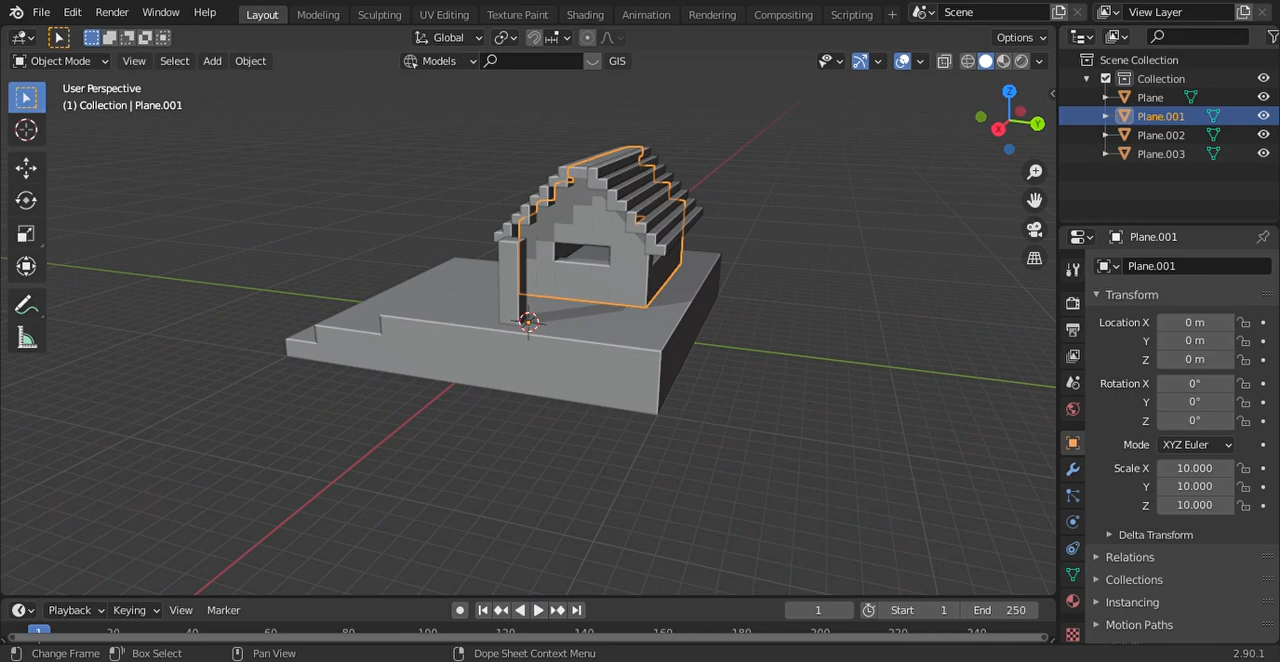 File Edit Render Window Help Layout Modeling Sculpting UV Editing Texture Paint Shading Animation Rendering Compositing Scripting + Scene View Layer
Global Options
Object Mode View Select Add Object Models GIS
User Perspective
(1) Collection | Plane.001
Z
Y
X
Scene Collection
Collection
Plane
Plane.001
Plane.002
Plane.003
Plane.001
Plane.001
Transform
Location X 0 m
Y 0 m
Z 0 m
Rotation X 0°
Y 0°
Z 0°
Mode XYZ Euler
Scale X 10.000
Y 10.000
Z 10.000
Delta Transform
Relations
Collections
Instancing
Motion Paths
Playback Keying View Marker 1 Start 1 End 250
1 20 40 60 80 100 120 140 160 180 200 220 240
Change Frame Box Select Pan View Dope Sheet Context Menu 2.90.1